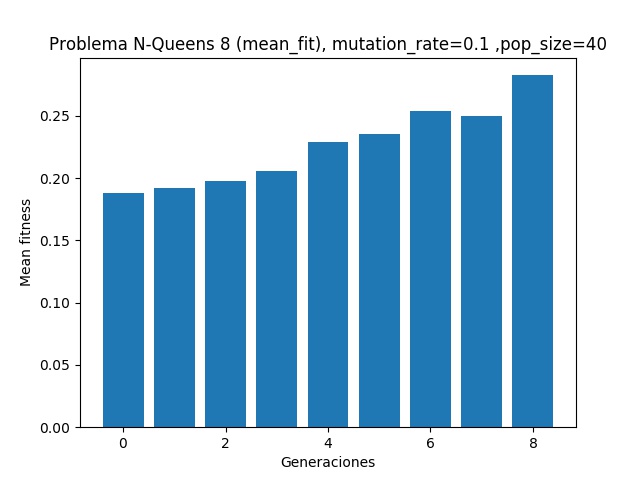 Problema N-Queens 8 (mean_fit), mutation_rate=0.1 ,pop_size=40
Mean fitness
0.25
0.20
0.15
0.10
0.05
0.00
0 2 4 6 8
Generaciones